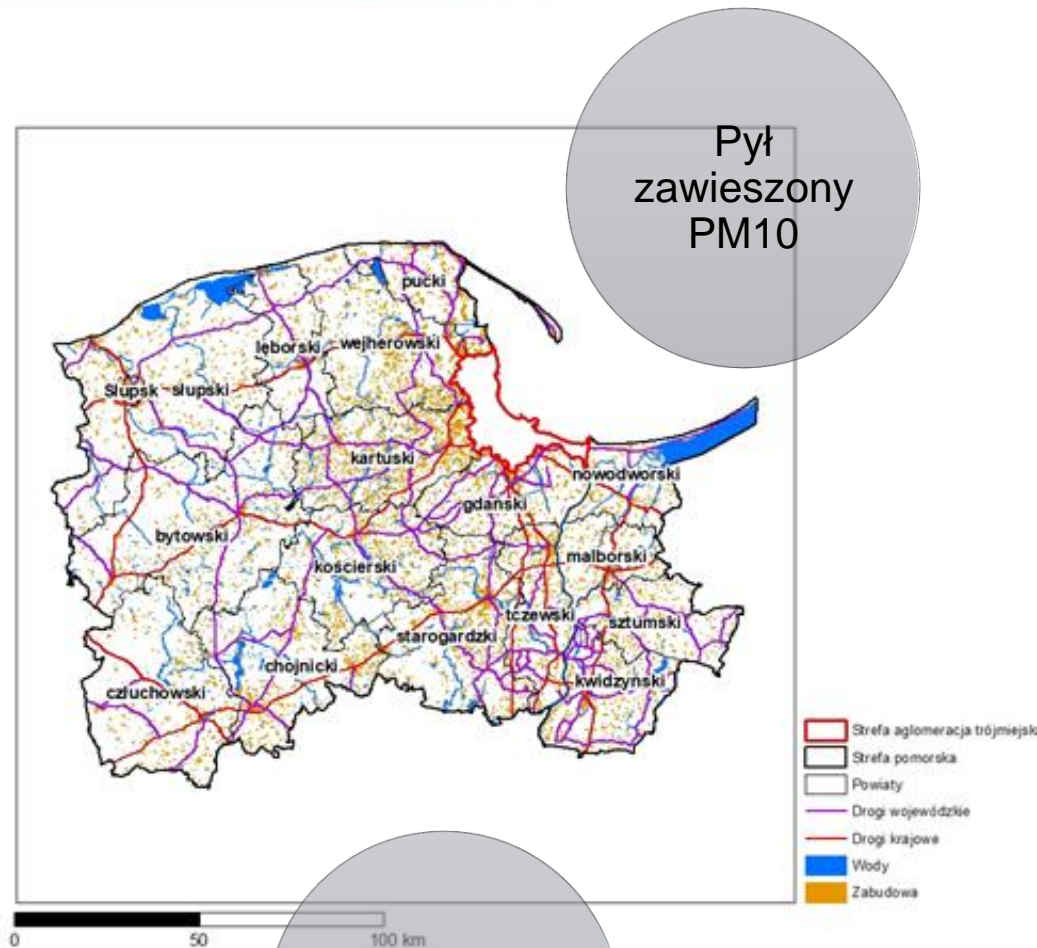 Pył
zawieszony
PM10
pucki
lęborski
wejherowski
Słupsk
słupski
kartuski
nowodworski
gdański
bytowski
malborski
kościerski
tczewski
sztumski
starogardzki
chojnicki
kwidzyński
człuchowski
Strefa aglomeracja trójmiejska
Strefa pomorska
Powiaty
Drogi wojewódzkie
Drogi krajowe
Wody
Zabudowa
0
50
100 km